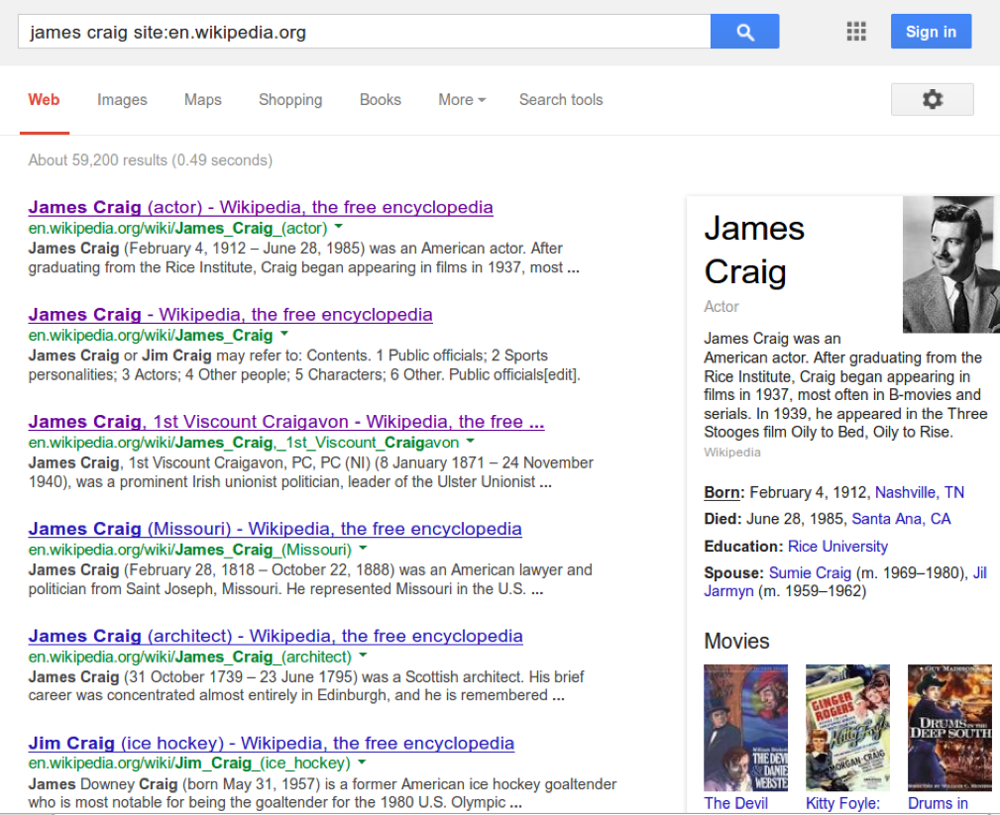 james craig site:en.wikipedia.org
Sign in
Web Images Maps Shopping Books More Search tools
About 59,200 results (0.49 seconds)
James Craig (actor) - Wikipedia, the free encyclopedia
en.wikipedia.org/wiki/James_Craig_(actor)
James Craig (February 4, 1912 – June 28, 1985) was an American actor. After
graduating from the Rice Institute, Craig began appearing in films in 1937, most ...
James Craig - Wikipedia, the free encyclopedia
en.wikipedia.org/wiki/James_Craig
James Craig or Jim Craig may refer to: Contents. 1 Public officials; 2 Sports
personalities; 3 Actors; 4 Other people; 5 Characters; 6 Other. Public officials[edit].
James Craig, 1st Viscount Craigavon - Wikipedia, the free ...
en.wikipedia.org/wiki/James_Craig,_1st_Viscount_Craigavon
James Craig, 1st Viscount Craigavon, PC, PC (NI) (8 January 1871 – 24 November
1940), was a prominent Irish unionist politician, leader of the Ulster Unionist ...
James Craig (Missouri) - Wikipedia, the free encyclopedia
en.wikipedia.org/wiki/James_Craig_(Missouri)
James Craig (February 28, 1818 – October 22, 1888) was an American lawyer and
politician from Saint Joseph, Missouri. He represented Missouri in the U.S. ...
James Craig (architect) - Wikipedia, the free encyclopedia
en.wikipedia.org/wiki/James_Craig_(architect)
James Craig (31 October 1739 – 23 June 1795) was a Scottish architect. His brief
career was concentrated almost entirely in Edinburgh, and he is remembered ...
Jim Craig (ice hockey) - Wikipedia, the free encyclopedia
en.wikipedia.org/wiki/Jim_Craig_(ice_hockey)
James Downey Craig (born May 31, 1957) is a former American ice hockey goaltender
who is most notable for being the goaltender for the 1980 U.S. Olympic ...
James
Craig
Actor
James Craig was an
American actor. After graduating from the
Rice Institute, Craig began appearing in
films in 1937, most often in B-movies and
serials. In 1939, he appeared in the Three
Stooges film Oily to Bed, Oily to Rise.
Wikipedia
Born: February 4, 1912, Nashville, TN
Died: June 28, 1985, Santa Ana, CA
Education: Rice University
Spouse: Sumie Craig (m. 1969–1980), Jil
Jarmyn (m. 1959–1962)
Movies
THE DEVIL
& DANIEL
WEBSTER
GINGER
ROGERS
Kitty Foyle
MORGAN-CRAIG
GUY MADISON
DRUMS IN THE
DEEP SOUTH
The Devil
Kitty Foyle:
Drums in